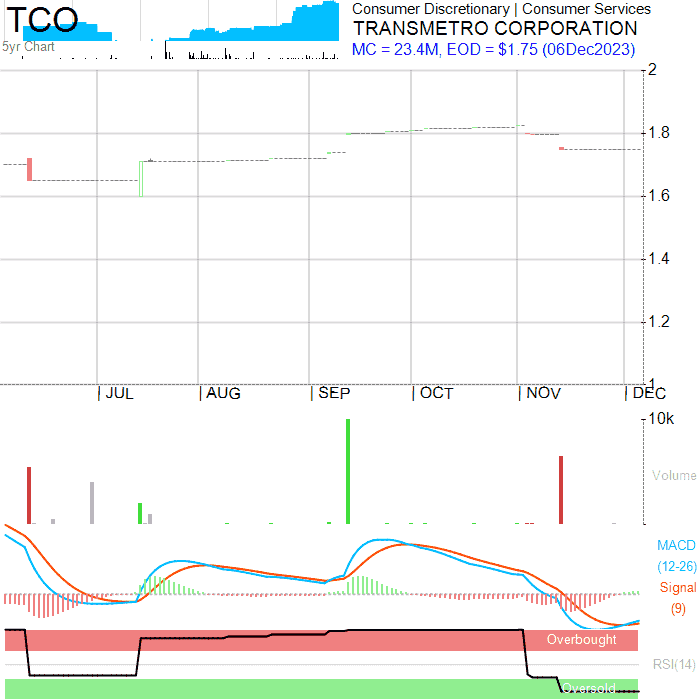 TCO
5yr Chart
Consumer Discretionary | Consumer Services
TRANSMETRO CORPORATION
MC = 23.4M, EOD = $1.75 (06Dec2023)
2
1.8
1.6
1.4
1.2
1
| JUL | AUG | SEP | OCT | NOV | DEC
10k
Volume
MACD
(12-26)
Signal
(9)
Overbought
RSI(14)
Oversold